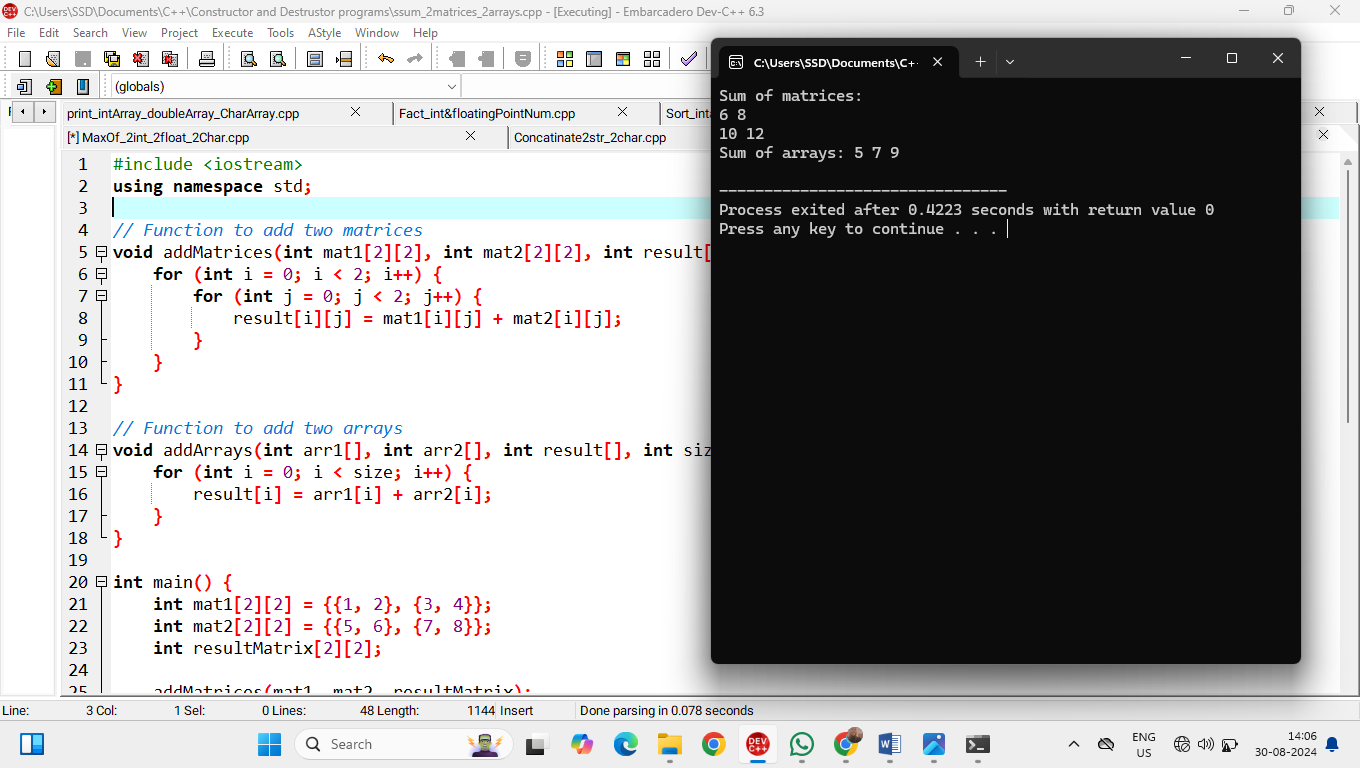 C:\Users\SSD\Documents\C++\Constructor and Destrustor programs\ssum_2matrices_2arrays.cpp - [Executing] - Embarcadero Dev-C++ 6.3
File Edit Search View Project Execute Tools AStyle Window Help
(globals)
print_intArray_doubleArray_CharArray.cpp Fact_int&floatingPointNum.cpp
[*] MaxOf_2int_2float_2Char.cpp Concatinate2str_2char.cpp
1 #include <iostream>
2 using namespace std;
3
4 // Function to add two matrices
5 void addMatrices(int mat1[2][2], int mat2[2][2], int result[
6 for (int i = 0; i < 2; i++) {
7 for (int j = 0; j < 2; j++) {
8 result[i][j] = mat1[i][j] + mat2[i][j];
9 }
10 }
11 }
12
13 // Function to add two arrays
14 void addArrays(int arr1[], int arr2[], int result[], int siz
15 for (int i = 0; i < size; i++) {
16 result[i] = arr1[i] + arr2[i];
17 }
18 }
19
20 int main() {
21 int mat1[2][2] = {{1, 2}, {3, 4}};
22 int mat2[2][2] = {{5, 6}, {7, 8}};
23 int resultMatrix[2][2];
24
25 addMatrices(mat1, mat2, resultMatrix);
C:\Users\SSD\Documents\C+
Sum of matrices:
6 8
10 12
Sum of arrays: 5 7 9
--------------------------------
Process exited after 0.4223 seconds with return value 0
Press any key to continue . . .
Line: 3 Col: 1 Sel: 0 Lines: 48 Length: 1144 Insert Done parsing in 0.078 seconds
Search
DEV C++
ENG
US
14:06
30-08-2024